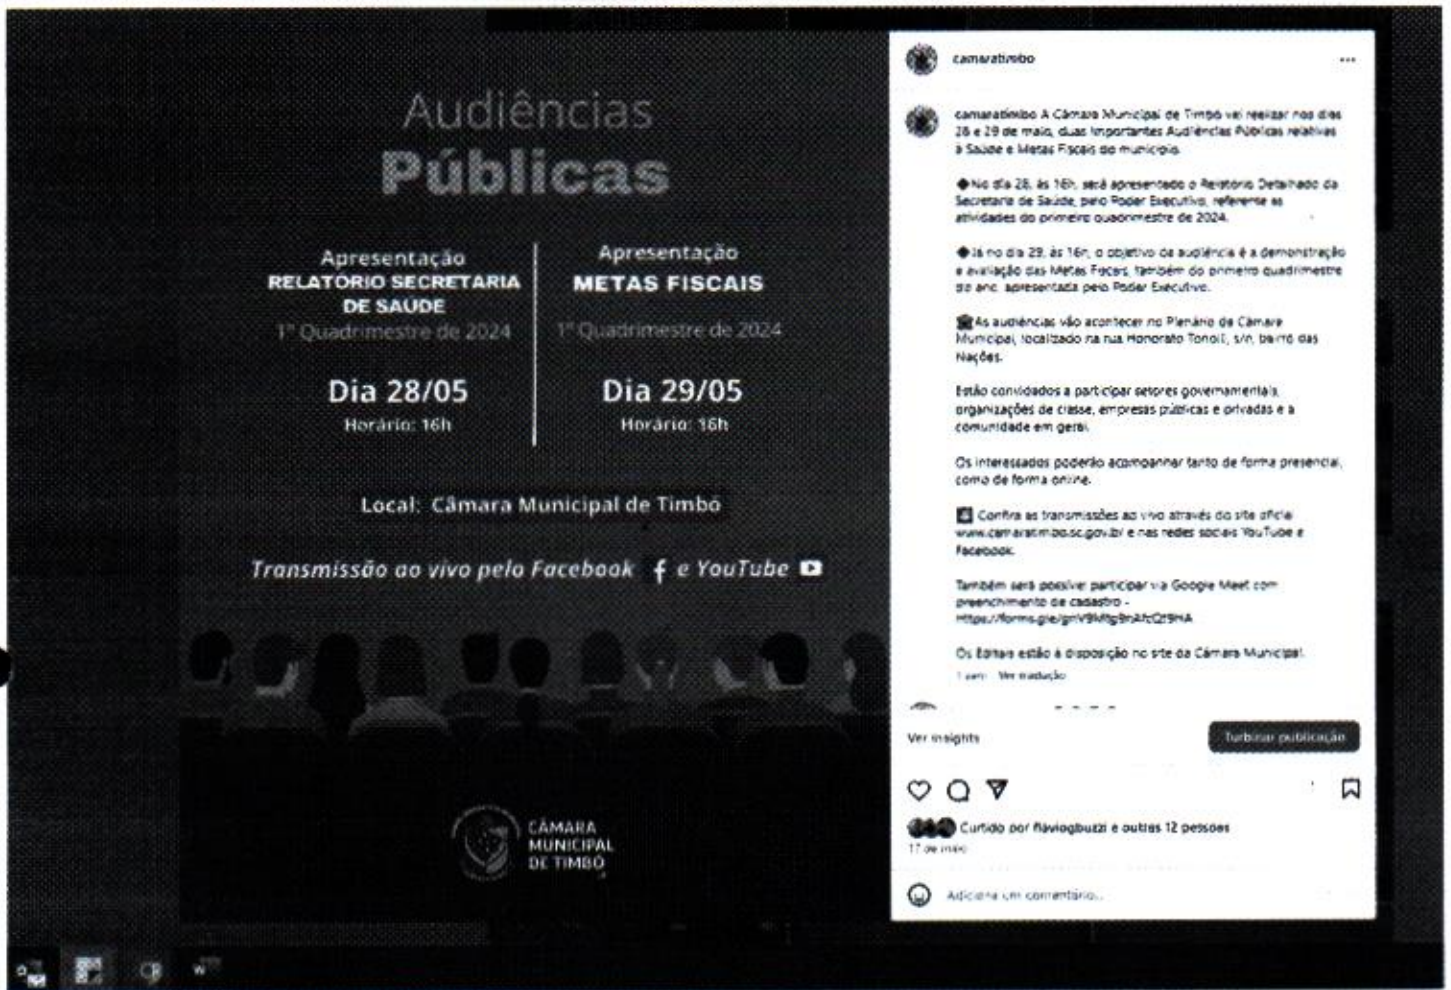 Audiências
Públicas
Apresentação
RELATÓRIO SECRETARIA
DE SAUDE
1º Quadrimestre de 2024
Dia 28/05
Horário: 16h
Apresentação
METAS FISCAIS
1º Quadrimestre de 2024
Dia 29/05
Horário: 16h
Local: Câmara Municipal de Timbó
Transmissão ao vivo pelo Facebook f e YouTube
CÂMARA
MUNICIPAL
DE TIMBÓ
camaratimbo
camaratimbo A Câmara Municipal de Timbó vai realizar nos dias
28 e 29 de maio, duas importantes Audiências Públicas relativas
à Saúde e Metas Fiscais do município.
◆No dia 28, às 16h, será apresentado o Relatório Detalhado da
Secretaria de Saúde, pelo Poder Executivo, referente as
atividades do primeiro quadrimestre de 2024.
◆Já no dia 29, às 16h, o objetivo da audiência é a demonstração
e avaliação das Metas Fiscais, também do primeiro quadrimestre
do ano, apresentada pelo Poder Executivo.
As audiências vão acontecer no Plenário da Câmara
Municipal, localizado na rua Honorato Tonolli, s/n, bairro das
Nações.
Estão convidados a participar setores governamentais,
organizações de classe, empresas públicas e privadas e a
comunidade em geral.
Os interessados poderão acompanhar tanto de forma presencial,
como de forma online.
Confira as transmissões ao vivo através do site oficial
www.camaratimbo.sc.gov.br e nas redes sociais YouTube e
Facebook.
Também será possível participar via Google Meet com
preenchimento de cadastro -
Os Editais estão à disposição no site da Câmara Municipal.
1 sem Ver tradução
Ver insights
Turbinar publicação
Curtido por flaviogbuzzi e outras 12 pessoas
17 de maio
Adicione um comentário...